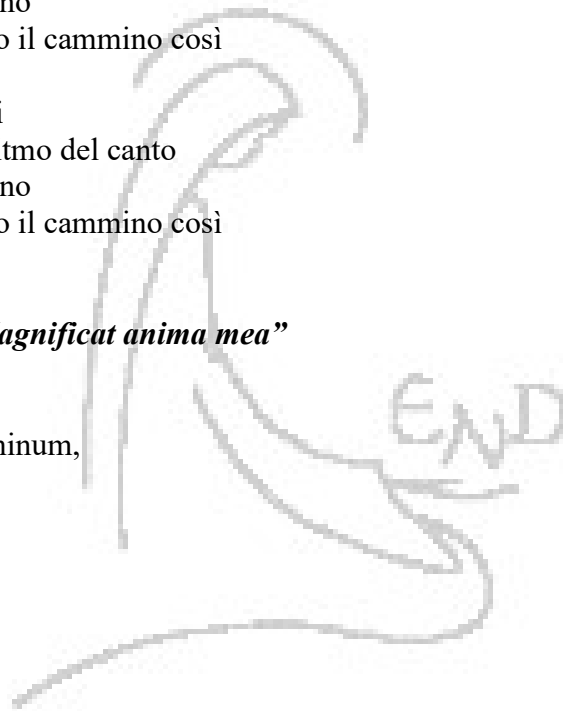 no
o il cammino così
i
tmo del canto
no
o il cammino così
agnificat anima mea”
minum,
END